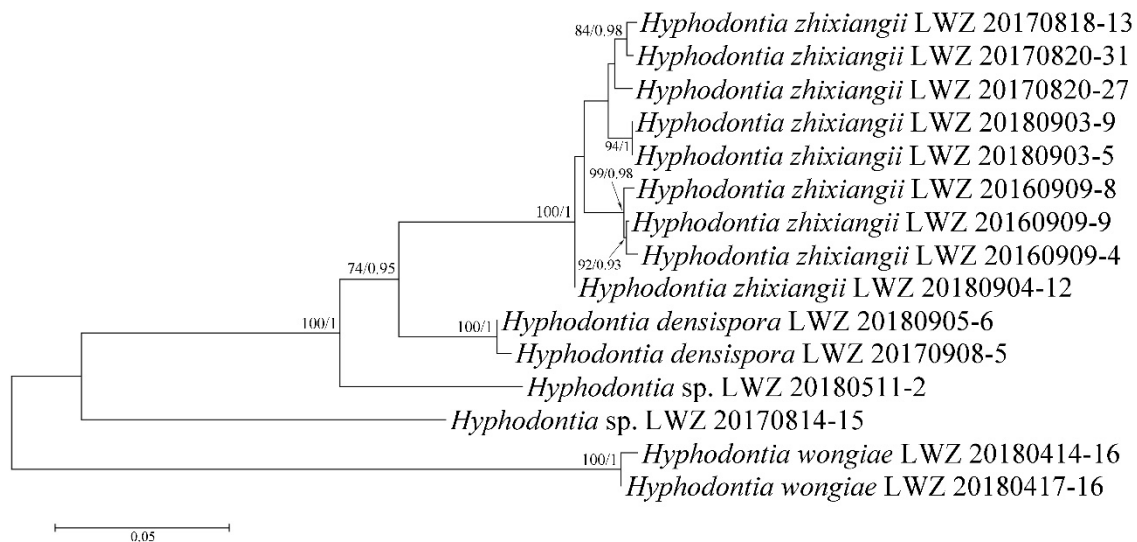 84/0.98
Hyphodontia zhixiangii LWZ 20170818-13
Hyphodontia zhixiangii LWZ 20170820-31
Hyphodontia zhixiangii LWZ 20170820-27
Hyphodontia zhixiangii LWZ 20180903-9
94/1
Hyphodontia zhixiangii LWZ 20180903-5
99/0.98
Hyphodontia zhixiangii LWZ 20160909-8
100/1
Hyphodontia zhixiangii LWZ 20160909-9
Hyphodontia zhixiangii LWZ 20160909-4
92/0.93
74/0.95
Hyphodontia zhixiangii LWZ 20180904-12
100/1
100/1
Hyphodontia densispora LWZ 20180905-6
Hyphodontia densispora LWZ 20170908-5
Hyphodontia sp. LWZ 20180511-2
Hyphodontia sp. LWZ 20170814-15
100/1
Hyphodontia wongiae LWZ 20180414-16
Hyphodontia wongiae LWZ 20180417-16
0.05